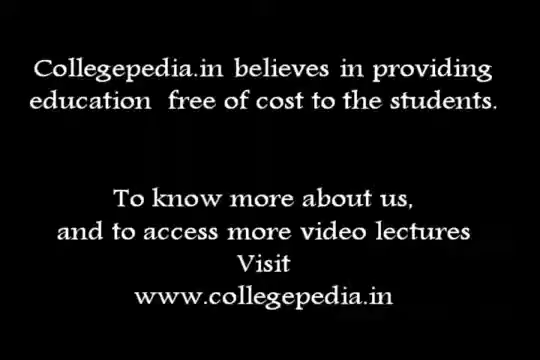 Collegepedia.in believes in providing
education  free of cost to the students.
To know more about us,
and to access more video lectures
Visit
www.collegepedia.in